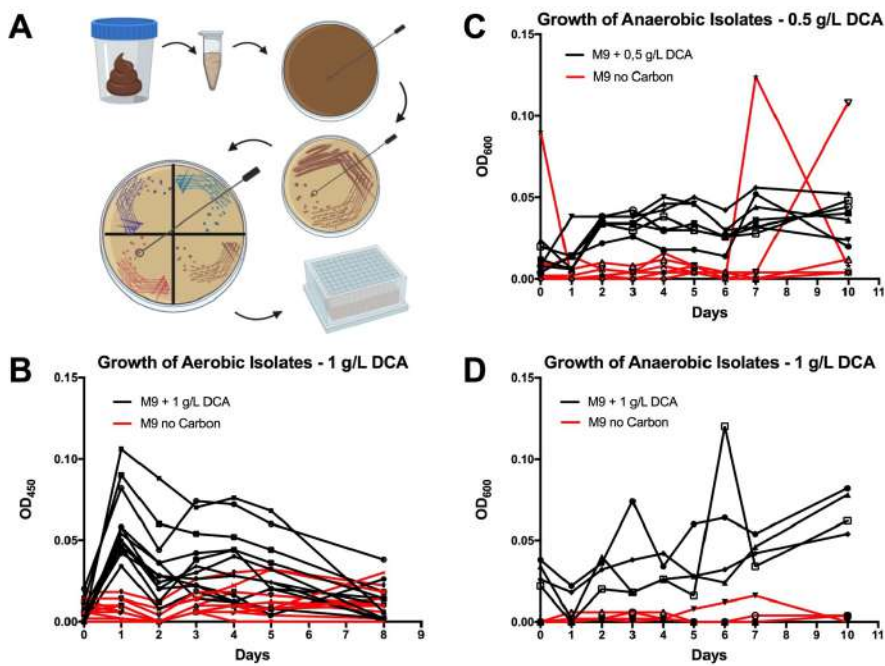 A
B
Growth of Aerobic Isolates - 1 g/L DCA
M9 + 1 g/L DCA
M9 no Carbon
OD450
0.15
0.10
0.05
0.00
0 1 2 3 4 5 6 7 8 9
Days
C
Growth of Anaerobic Isolates - 0.5 g/L DCA
M9 + 0,5 g/L DCA
M9 no Carbon
OD600
0.15
0.10
0.05
0.00
0 1 2 3 4 5 6 7 8 9 10 11
Days
D
Growth of Anaerobic Isolates - 1 g/L DCA
M9 + 1 g/L DCA
M9 no Carbon
OD600
0.15
0.10
0.05
0.00
0 1 2 3 4 5 6 7 8 9 10 11
Days